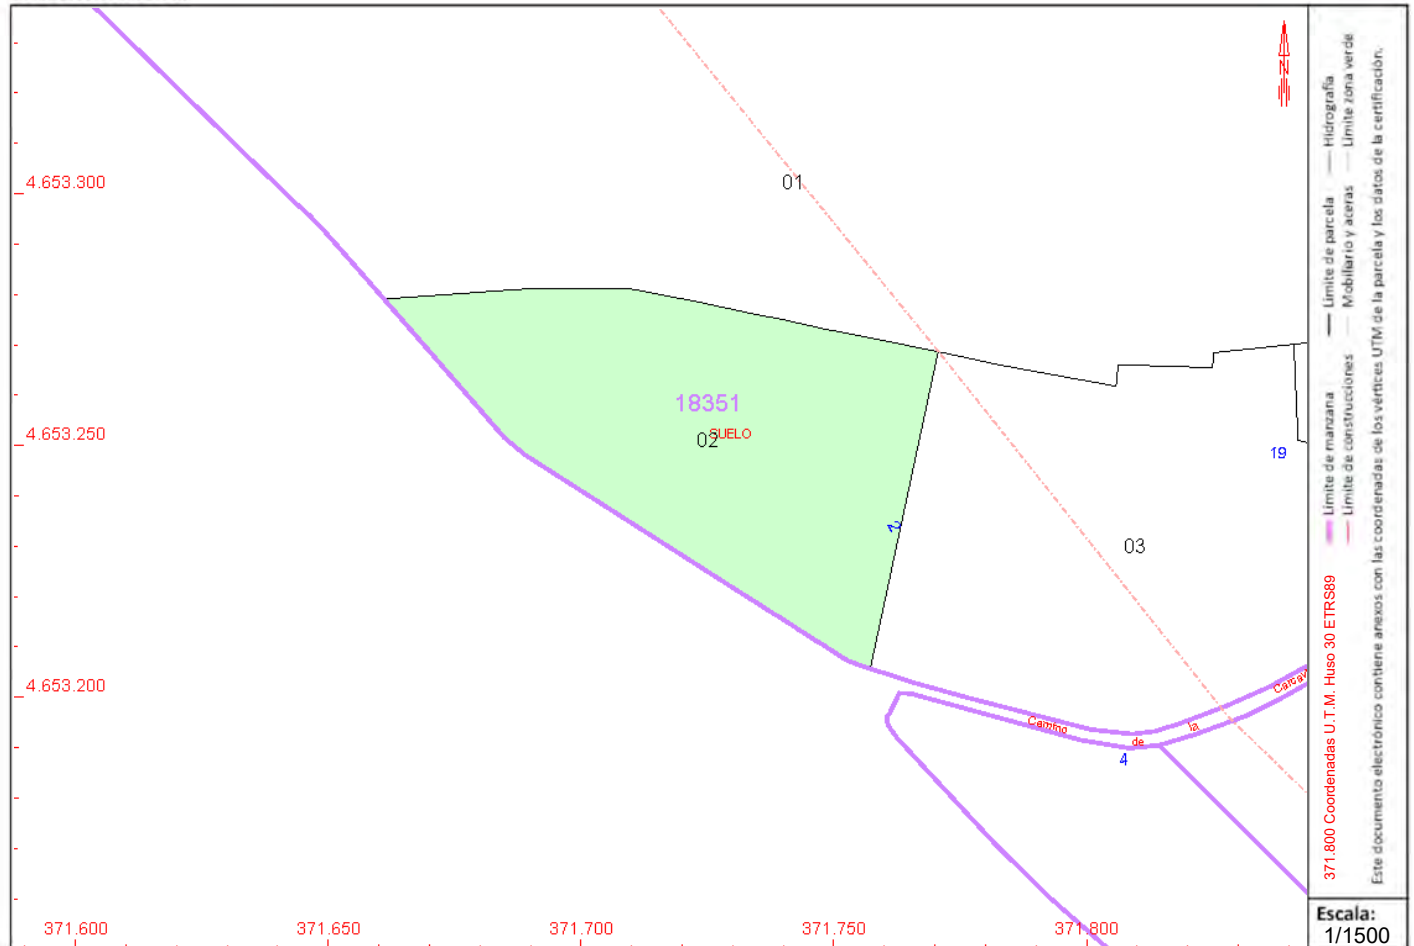 01
4.653.300
18351
SUELO
02
4.653.250
19
2
03
4.653.200
Camino
de
la
Carcav
4
371.600
371.650
371.700
371.750
371.800
N
Límite de manzana
Límite de parcela
Hidrografía
Límite de construcciones
Mobiliario y aceras
Límite zona verde
371.800 Coordenadas U.T.M. Huso 30 ETRS89
Este documento electrónico contiene anexos con las coordenadas de los vértices UTM de la parcela y los datos de la certificación.
Escala:
1/1500